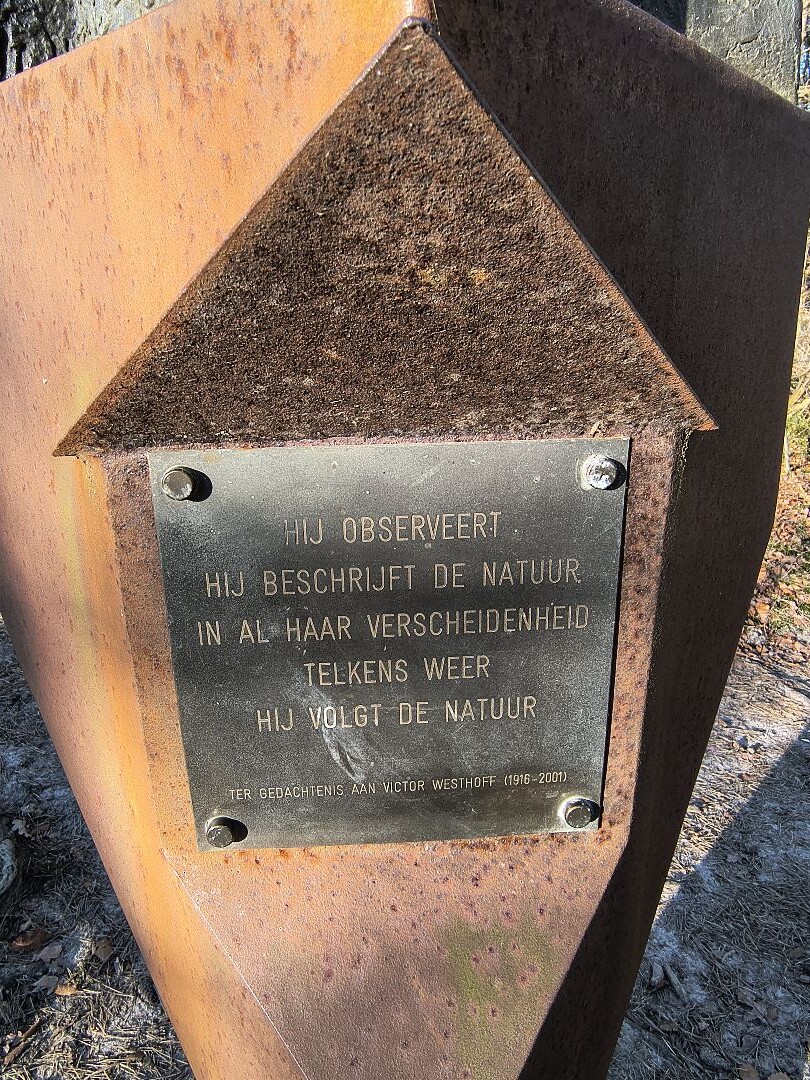 HIJ OBSERVEERT
HIJ BESCHRIJFT DE NATUUR
IN AL HAAR VERSCHEIDENHEID
TELKENS WEER
HIJ VOLGT DE NATUUR
TER GEDACHTENIS AAN VICTOR WESTHOFF (1916-2001)